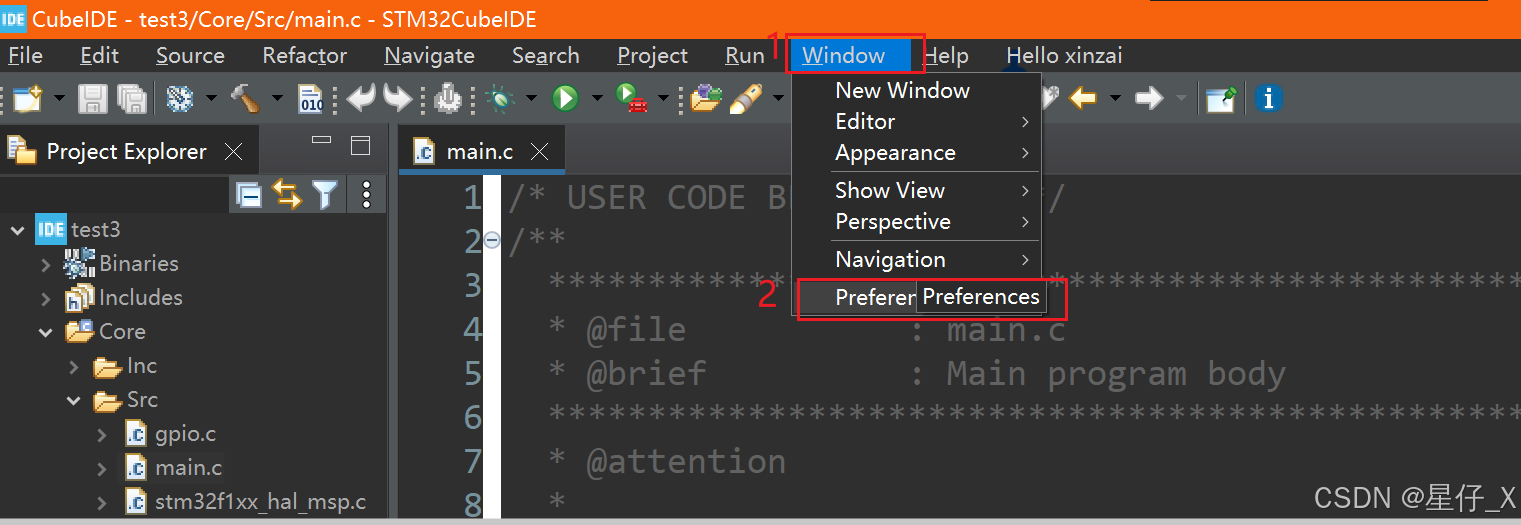 IDE CubeIDE - test3/Core/Src/main.c - STM32CubeIDE
File Edit Source Refactor Navigate Search Project Run 1 Window Help Hello xinzai
010
New Window
Editor
Appearance
Show View
Perspective
Navigation
2 Preferer Preferences
Project Explorer
IDE test3
Binaries
Includes
Core
Inc
Src
.c gpio.c
.c main.c
.c stm32f1xx_hal_msp.c
.c main.c
1 /* USER CODE B */
2 /**
3 ************************************************
4 * @file : main.c
5 * @brief : Main program body
6 ************************************************
7 * @attention
8 *
CSDN @星仔_X